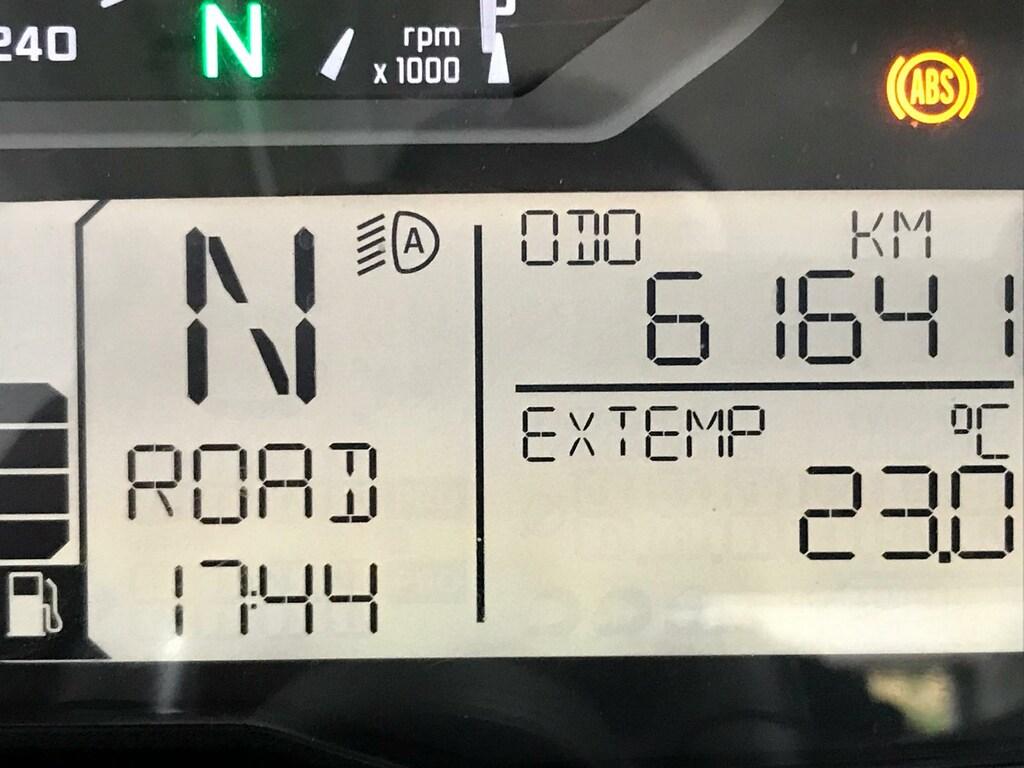 240
N
rpm
x 1000
ABS
N
A
ROAD
17:44
ODO KM
61641
EXTEMP °C
23.0